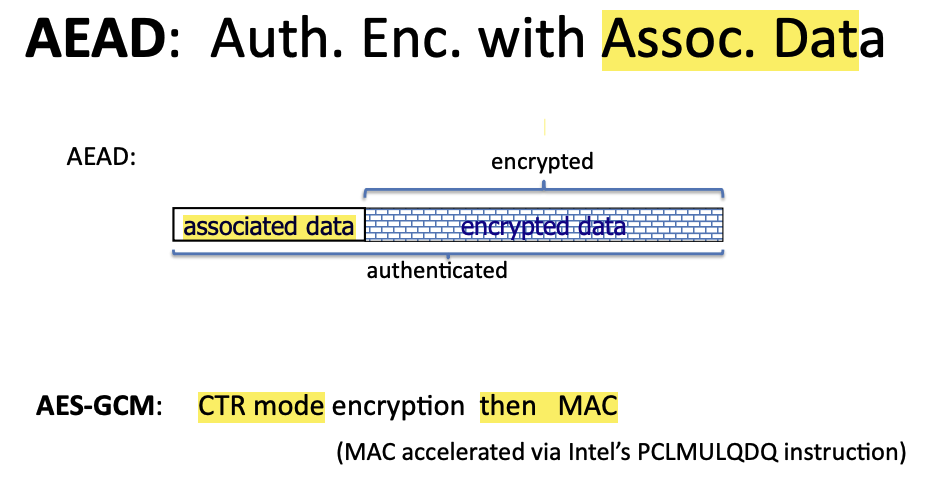 AEAD: Auth. Enc. with Assoc. Data
AEAD:
encrypted
associated data encrypted data
authenticated
AES-GCM: CTR mode encryption then MAC
(MAC accelerated via Intel’s PCLMULQDQ instruction)